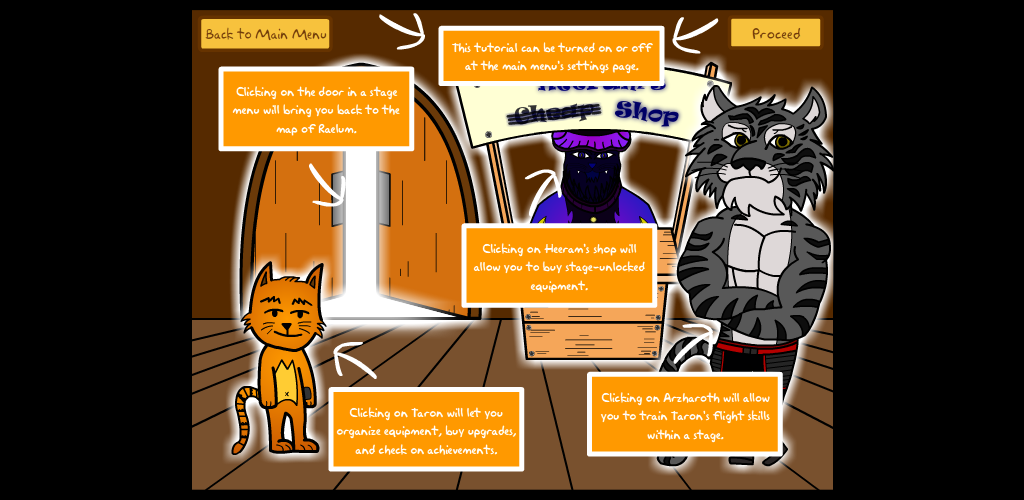 Back to Main Menu
This tutorial can be turned on or off
at the main menu's settings page.
Proceed
Clicking on the door in a stage
menu will bring you back to the
map of Raelum.
Heeram's
Cheap Shop
Clicking on Heeram's shop will
allow you to buy stage-unlocked
equipment.
Clicking on Taron will let you
organize equipment, buy upgrades,
and check on achievements.
Clicking on Arzharoth will allow
you to train Taron's flight skills
within a stage.